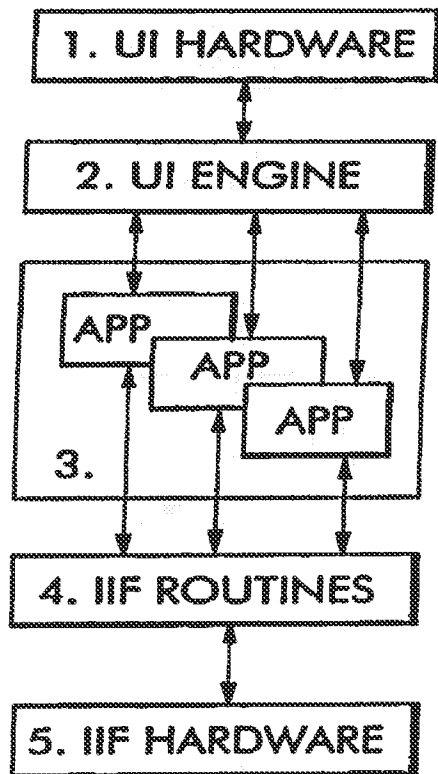 1. UI HARDWARE
2. UI ENGINE
APP
APP
APP
3.
4. IIF ROUTINES
5. IIF HARDWARE